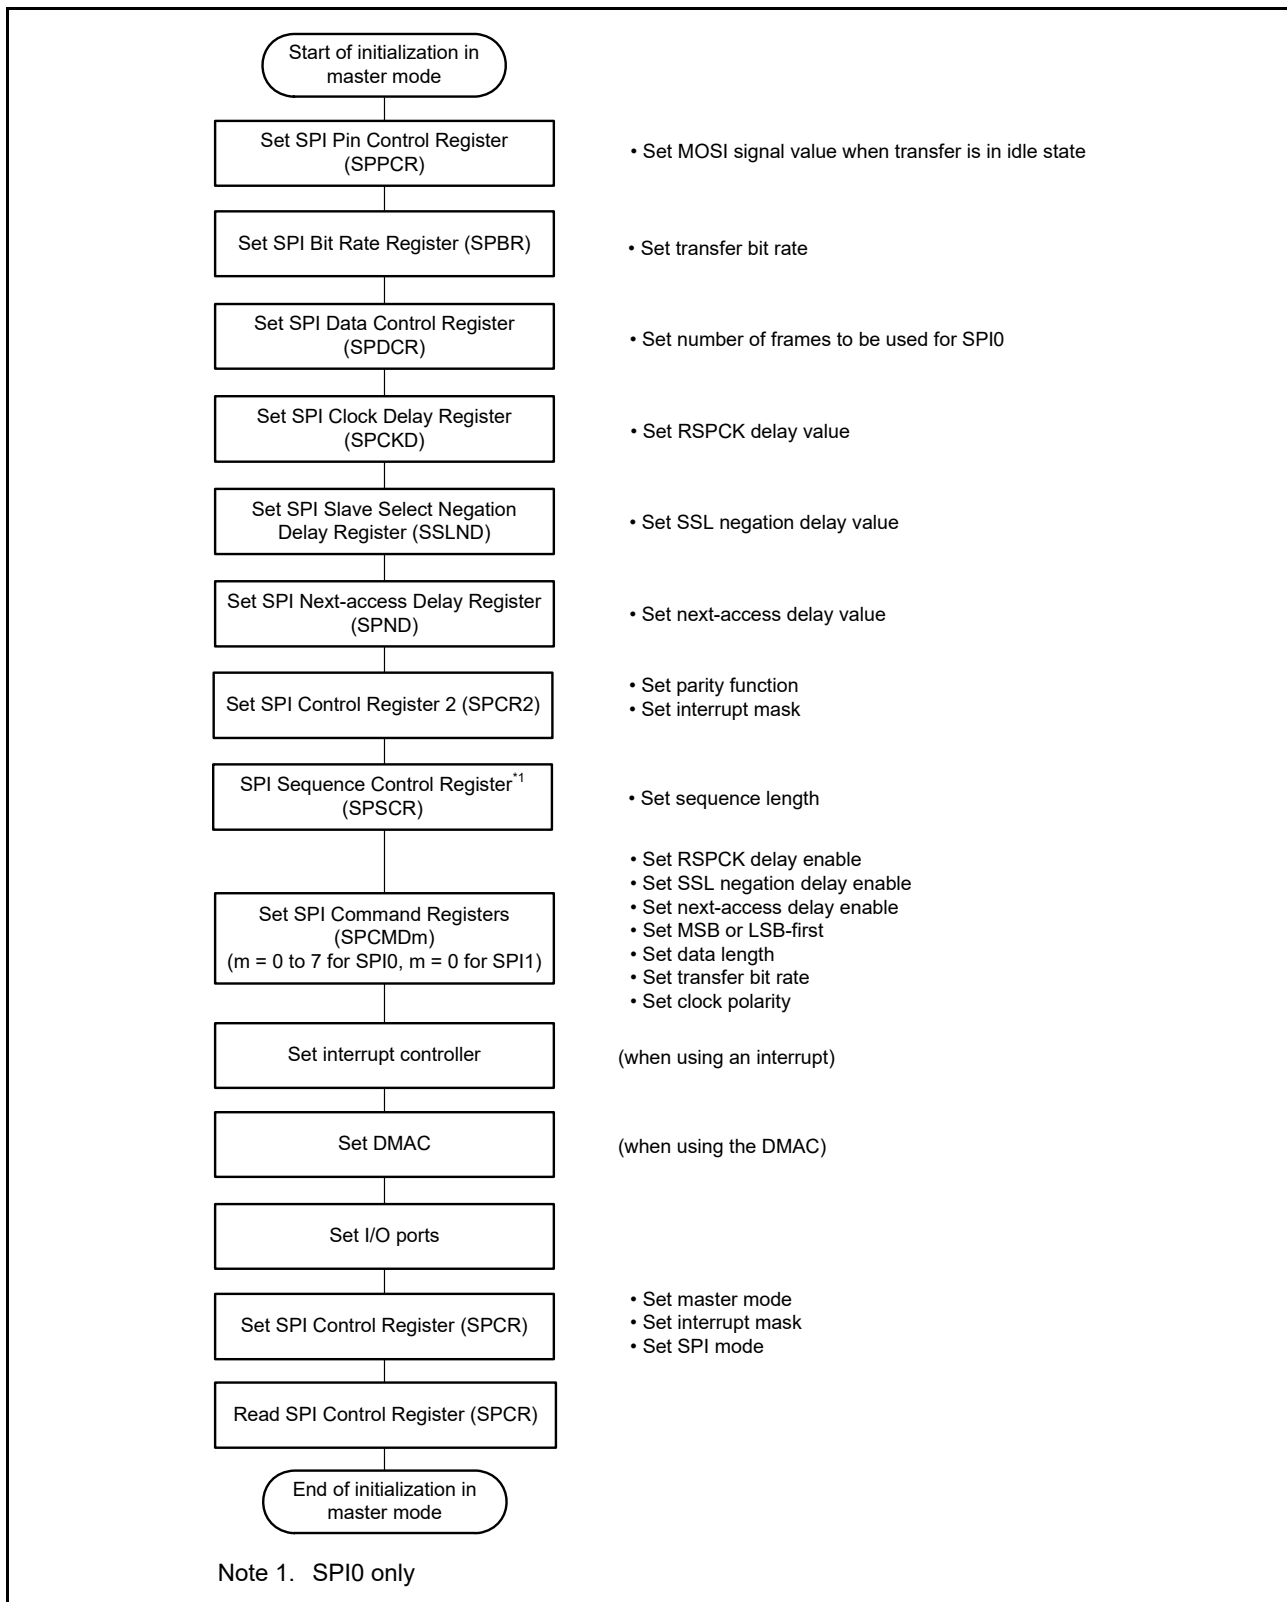 Start of initialization in
master mode
Set SPI Pin Control Register
(SPPCR)
• Set MOSI signal value when transfer is in idle state
Set SPI Bit Rate Register (SPBR)
• Set transfer bit rate
Set SPI Data Control Register
(SPDCR)
• Set number of frames to be used for SPI0
Set SPI Clock Delay Register
(SPCKD)
• Set RSPCK delay value
Set SPI Slave Select Negation
Delay Register (SSLND)
• Set SSL negation delay value
Set SPI Next-access Delay Register
(SPND)
• Set next-access delay value
Set SPI Control Register 2 (SPCR2)
• Set parity function
• Set interrupt mask
SPI Sequence Control Register*1
(SPSCR)
• Set sequence length
Set SPI Command Registers
(SPCMDm)
(m = 0 to 7 for SPI0, m = 0 for SPI1)
• Set RSPCK delay enable
• Set SSL negation delay enable
• Set next-access delay enable
• Set MSB or LSB-first
• Set data length
• Set transfer bit rate
• Set clock polarity
Set interrupt controller
(when using an interrupt)
Set DMAC
(when using the DMAC)
Set I/O ports
Set SPI Control Register (SPCR)
• Set master mode
• Set interrupt mask
• Set SPI mode
Read SPI Control Register (SPCR)
End of initialization in
master mode
Note 1. SPI0 only